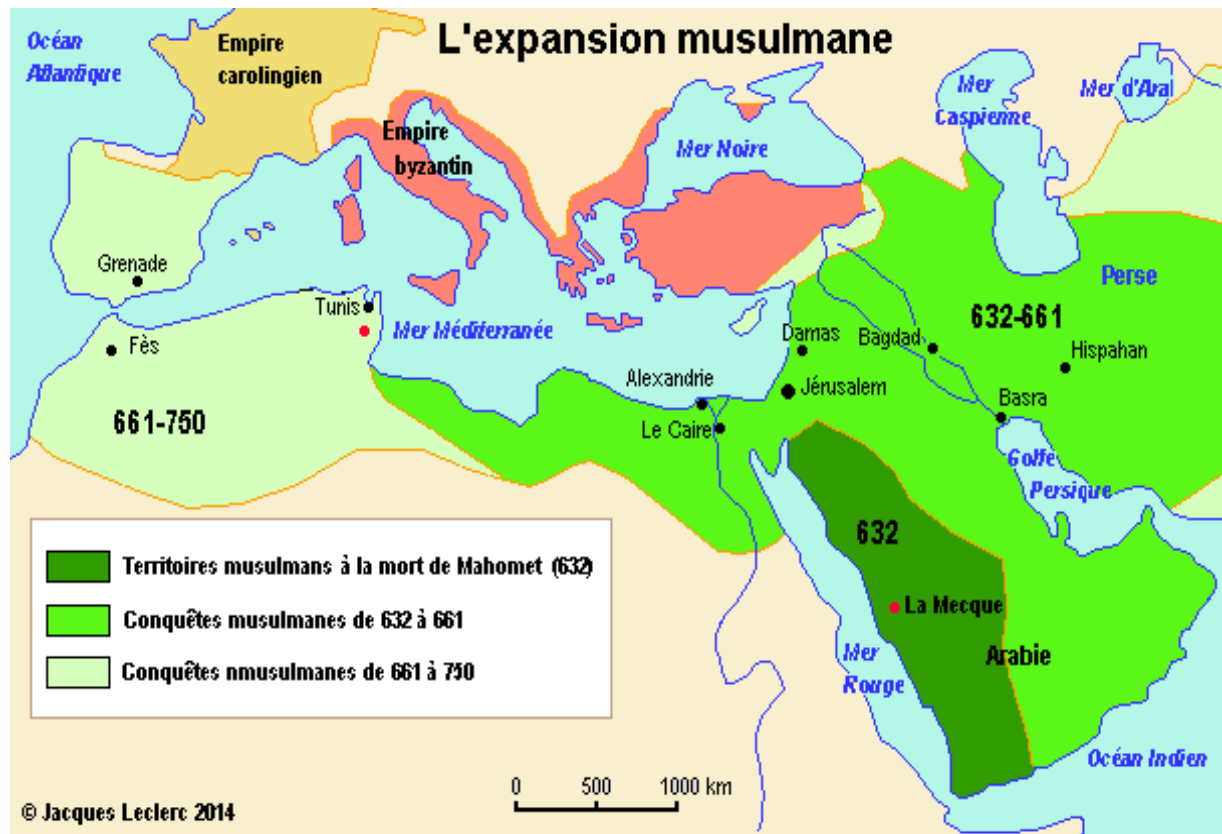 L'expansion musulmane
Océan
Atlantique
Empire
carolingien
Mer
Caspienne
Mer d'Aral
Empire
byzantin
Mer Noire
Grenade
Tunis
Mer Méditerranée
Fès
Perse
632-661
Damas
Bagdad
Hispahan
Alexandrie
Jérusalem
Basra
661-750
Le Caire
Golfe
Persique
632
La Mecque
Arabie
Mer
Rouge
Océan Indien
Territoires musulmans à la mort de Mahomet (632)
Conquêtes musulmanes de 632 à 661
Conquêtes nmusulmanes de 661 à 750
0 500 1000 km
© Jacques Leclerc 2014